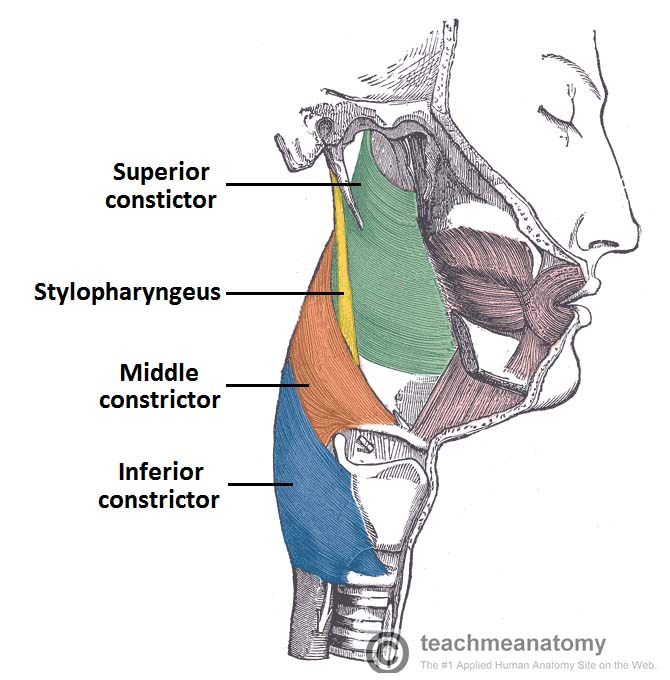 Superior
constictor
Stylopharyngeus
Middle
constrictor
Inferior
constrictor
© teachmeanatomy
The #1 Applied Human Anatomy Site on the Web.